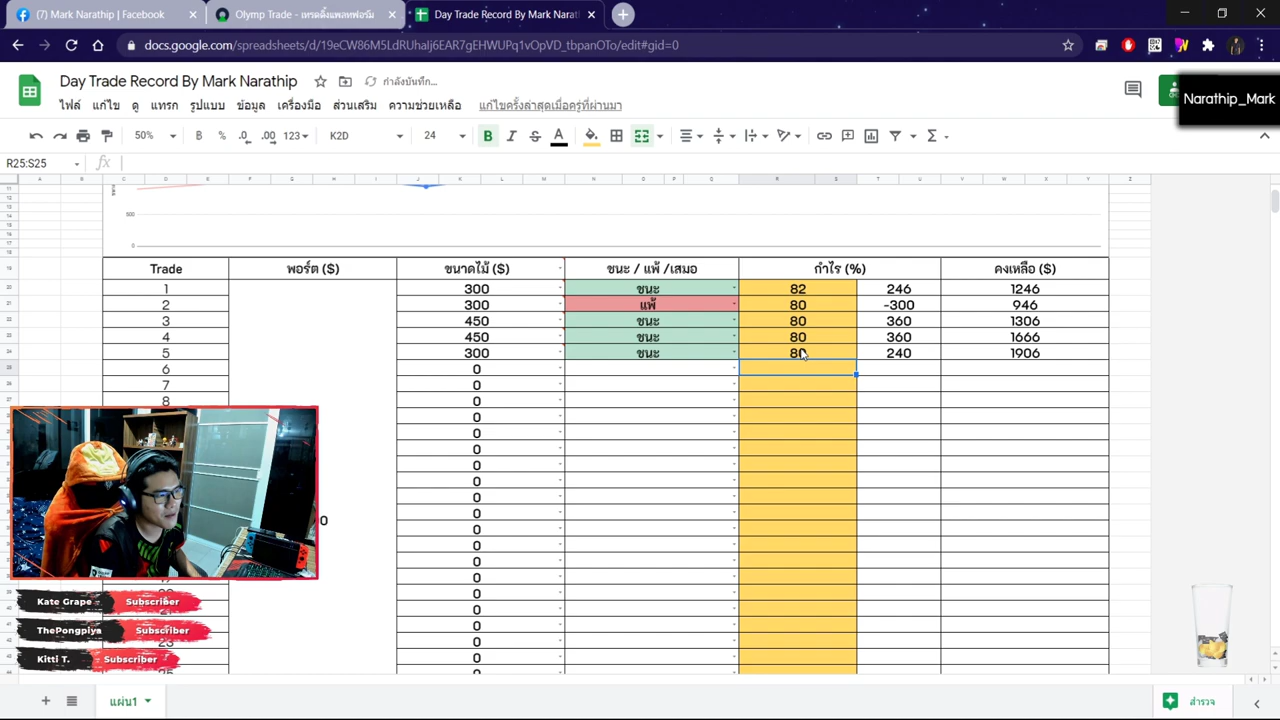 (7) Mark Narathip | Facebook
Olymp Trade - เทรดดิ้งแพลทฟอร์ม
Day Trade Record By Mark Narat
docs.google.com/spreadsheets/d/19eCW86M5LdRUhaIj6EAR7gEHWUPq1vOpVD_tbpanOTo/edit#gid=0
Day Trade Record By Mark Narathip
กำลังบันทึก...
Narathip_Mark
ไฟล์ แก้ไข ดู แทรก รูปแบบ ข้อมูล เครื่องมือ ส่วนเสริม ความช่วยเหลือ แก้ไขครั้งล่าสุดเมื่อครู่ที่ผ่านมา
50% ฿ % .0 .00 123 K2D 24 B I S A
R25:S25 fx
500
0
Trade พอร์ต ($) ขนาดไม้ ($) ชนะ / แพ้ /เสมอ กำไร (%) คงเหลือ ($)
1 300 ชนะ 82 246 1246
2 300 แพ้ 80 -300 946
3 450 ชนะ 80 360 1306
4 450 ชนะ 80 360 1666
5 300 ชนะ 80 240 1906
6 0
7 0
8 0
0
0
0
0
0
0
0
0 0
0
0
0
0
0
0
23 0
0
Kate Grape Subscriber
ThePongpiya Subscriber
Kitti T. Subscriber
แผ่น1
สำรวจ